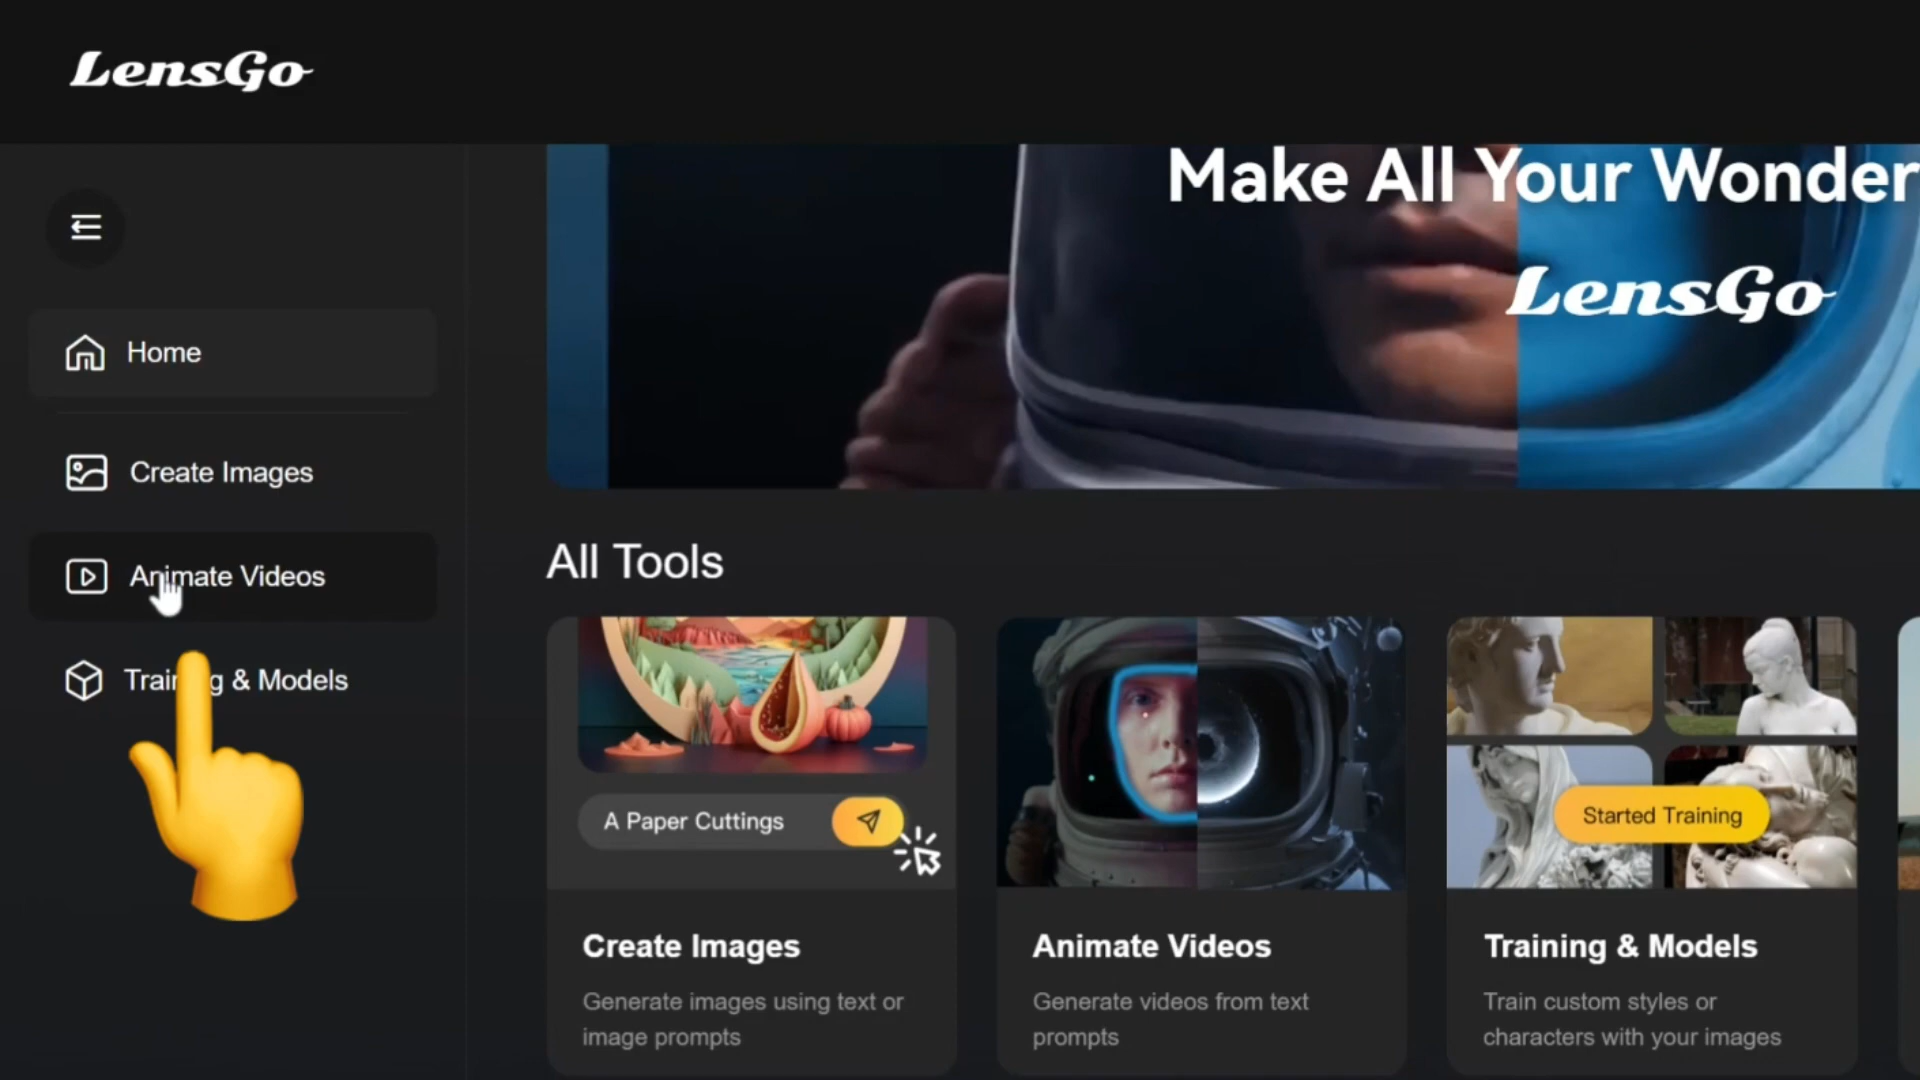 LensGo
Make All Your Wonder
LensGo
Home
Create Images
Animate Videos
Training & Models
All Tools
A Paper Cuttings
Started Training
Create Images
Generate images using text or
image prompts
Animate Videos
Generate videos from text
prompts
Training & Models
Train custom styles or
characters with your images